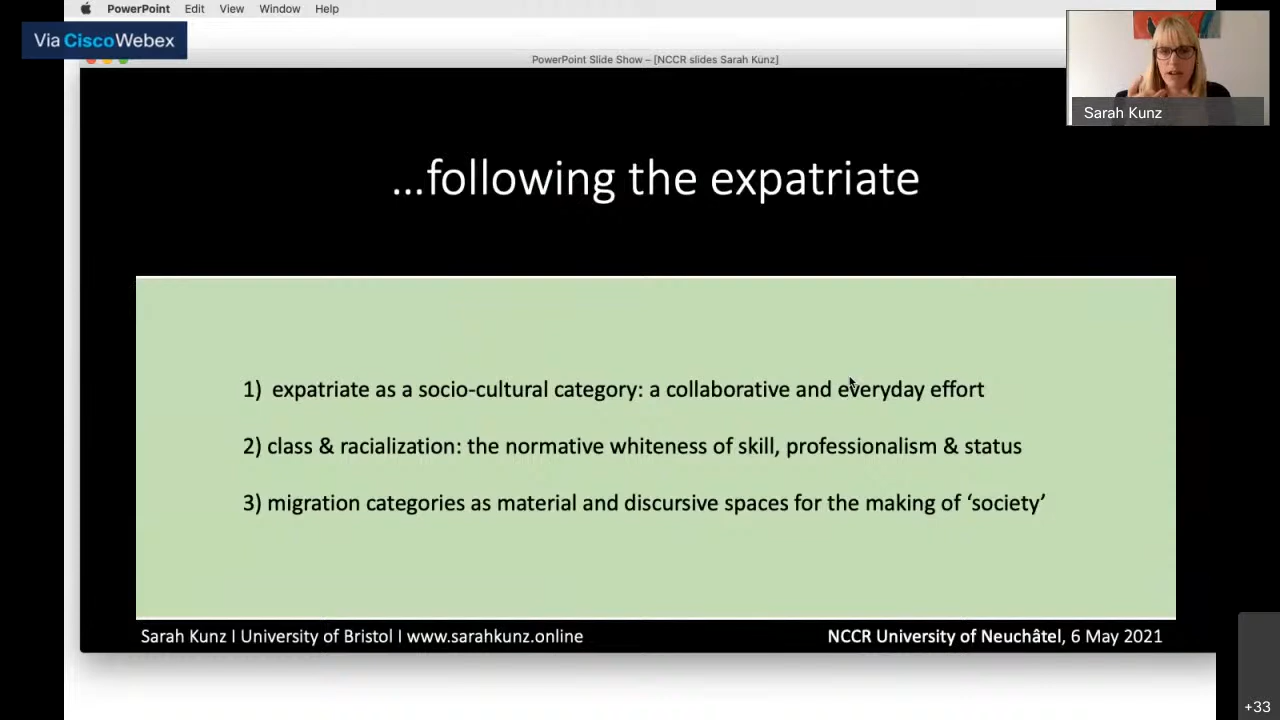 PowerPoint Edit View Window Help
Via Cisco Webex
PowerPoint Slide Show – [NCCR slides Sarah Kunz]
Sarah Kunz
...following the expatriate
1) expatriate as a socio-cultural category: a collaborative and everyday effort
2) class & racialization: the normative whiteness of skill, professionalism & status
3) migration categories as material and discursive spaces for the making of ‘society’
Sarah Kunz I University of Bristol I www.sarahkunz.online
NCCR University of Neuchâtel, 6 May 2021
+33